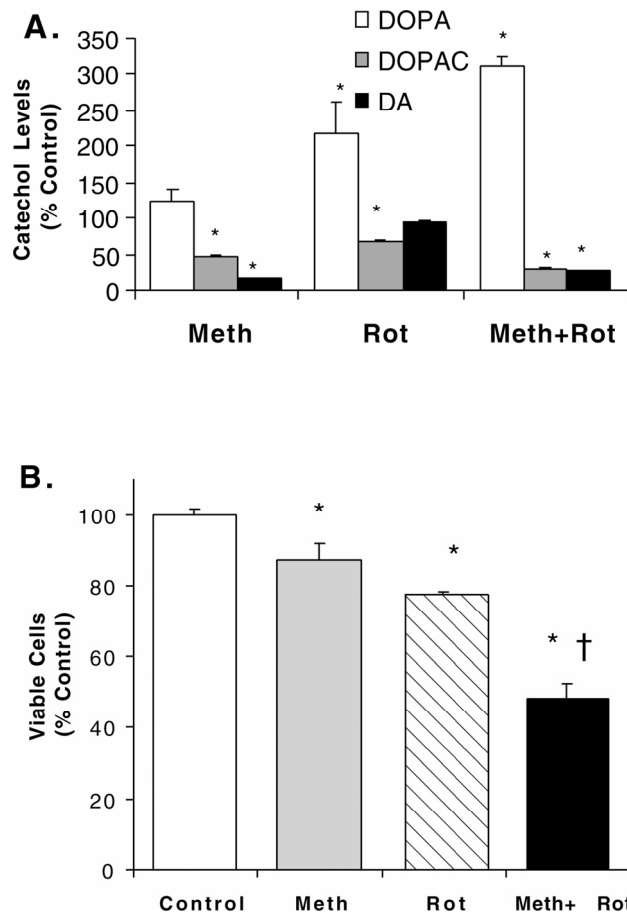 A.
DOPA
DOPAC
DA
Catechol Levels
(% Control)
350
300
250
200
150
100
50
0
*
*
*
*
*
*
*
Meth
Rot
Meth+Rot
B.
Viable Cells
(% Control)
100
80
60
40
20
0
*
*
* †
Control
Meth
Rot
Meth+ Rot